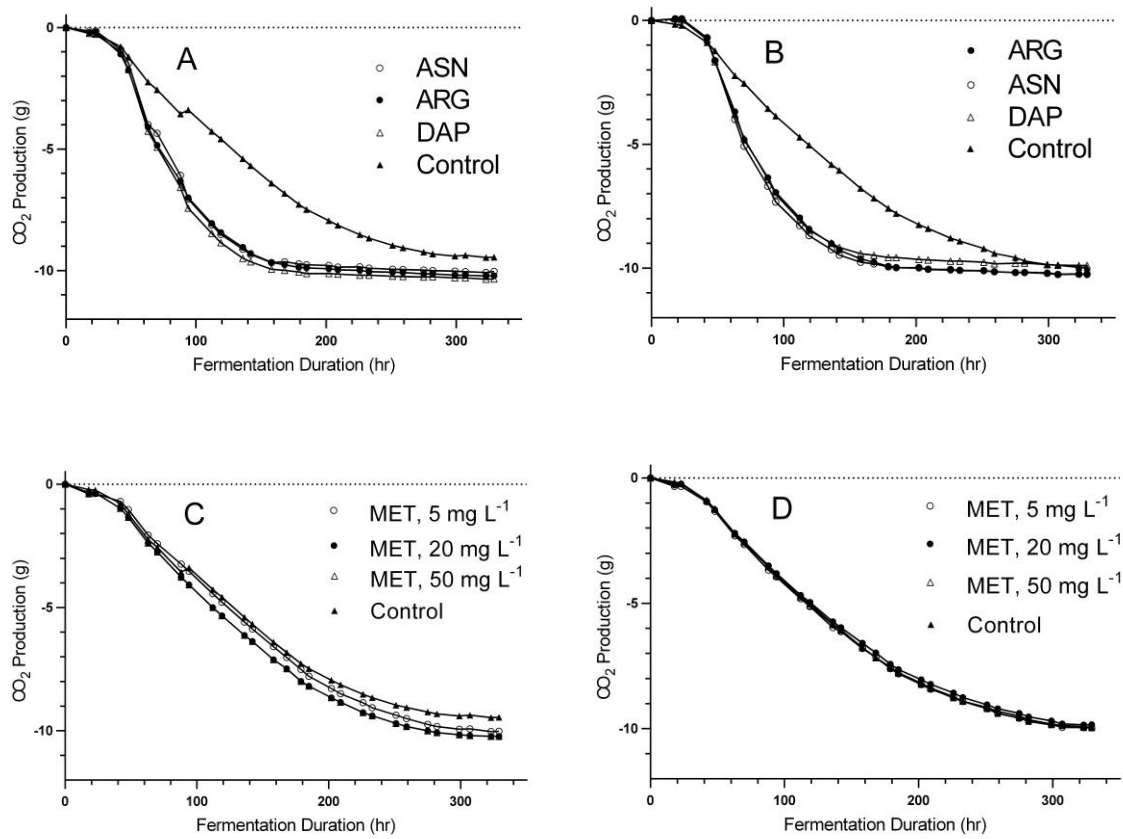 A
ASN
ARG
DAP
Control
CO₂ Production (g)
0
-5
-10
0 100 200 300
Fermentation Duration (hr)
B
ARG
ASN
DAP
Control
CO₂ Production (g)
0
-5
-10
0 100 200 300
Fermentation Duration (hr)
C
MET, 5 mg L⁻¹
MET, 20 mg L⁻¹
MET, 50 mg L⁻¹
Control
CO₂ Production (g)
0
-5
-10
0 100 200 300
Fermentation Duration (hr)
D
MET, 5 mg L⁻¹
MET, 20 mg L⁻¹
MET, 50 mg L⁻¹
Control
CO₂ Production (g)
0
-5
-10
0 100 200 300
Fermentation Duration (hr)